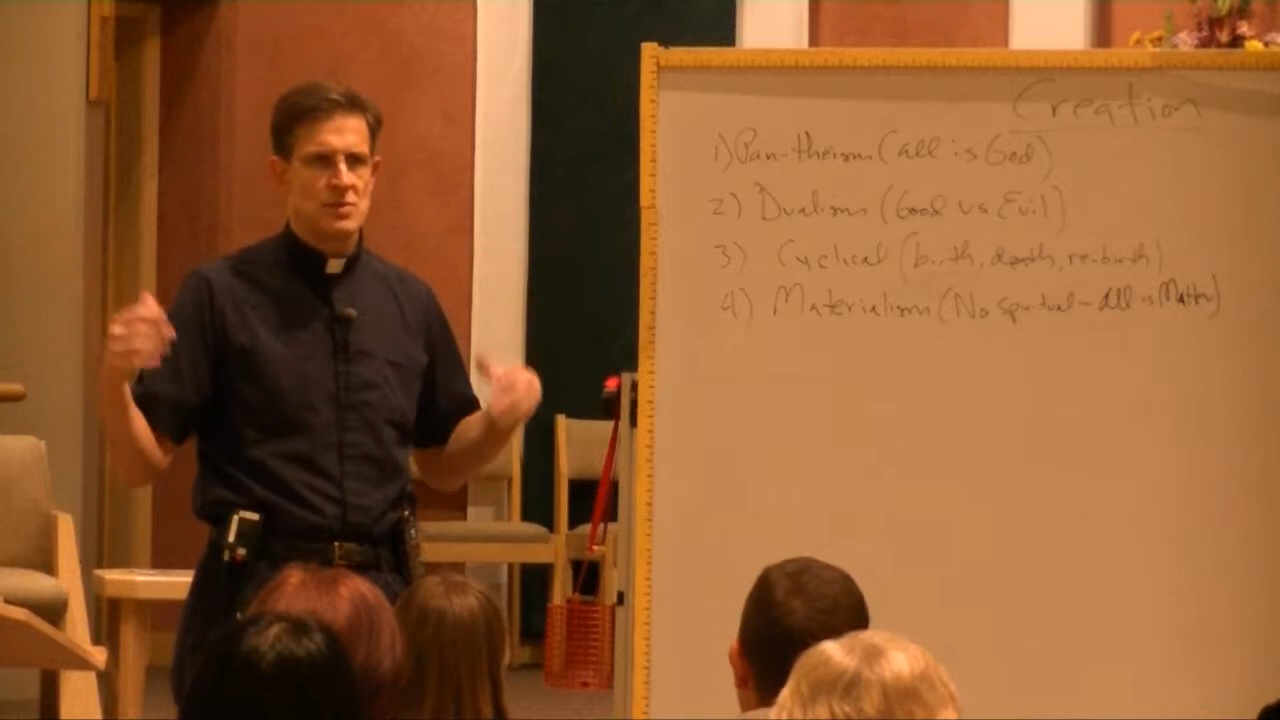 Creation
1) Pan-theism (all is God)
2) Dualism (Good vs Evil)
3) Cyclical (birth, death, re-birth)
4) Materialism (No spiritual - All is Matter)